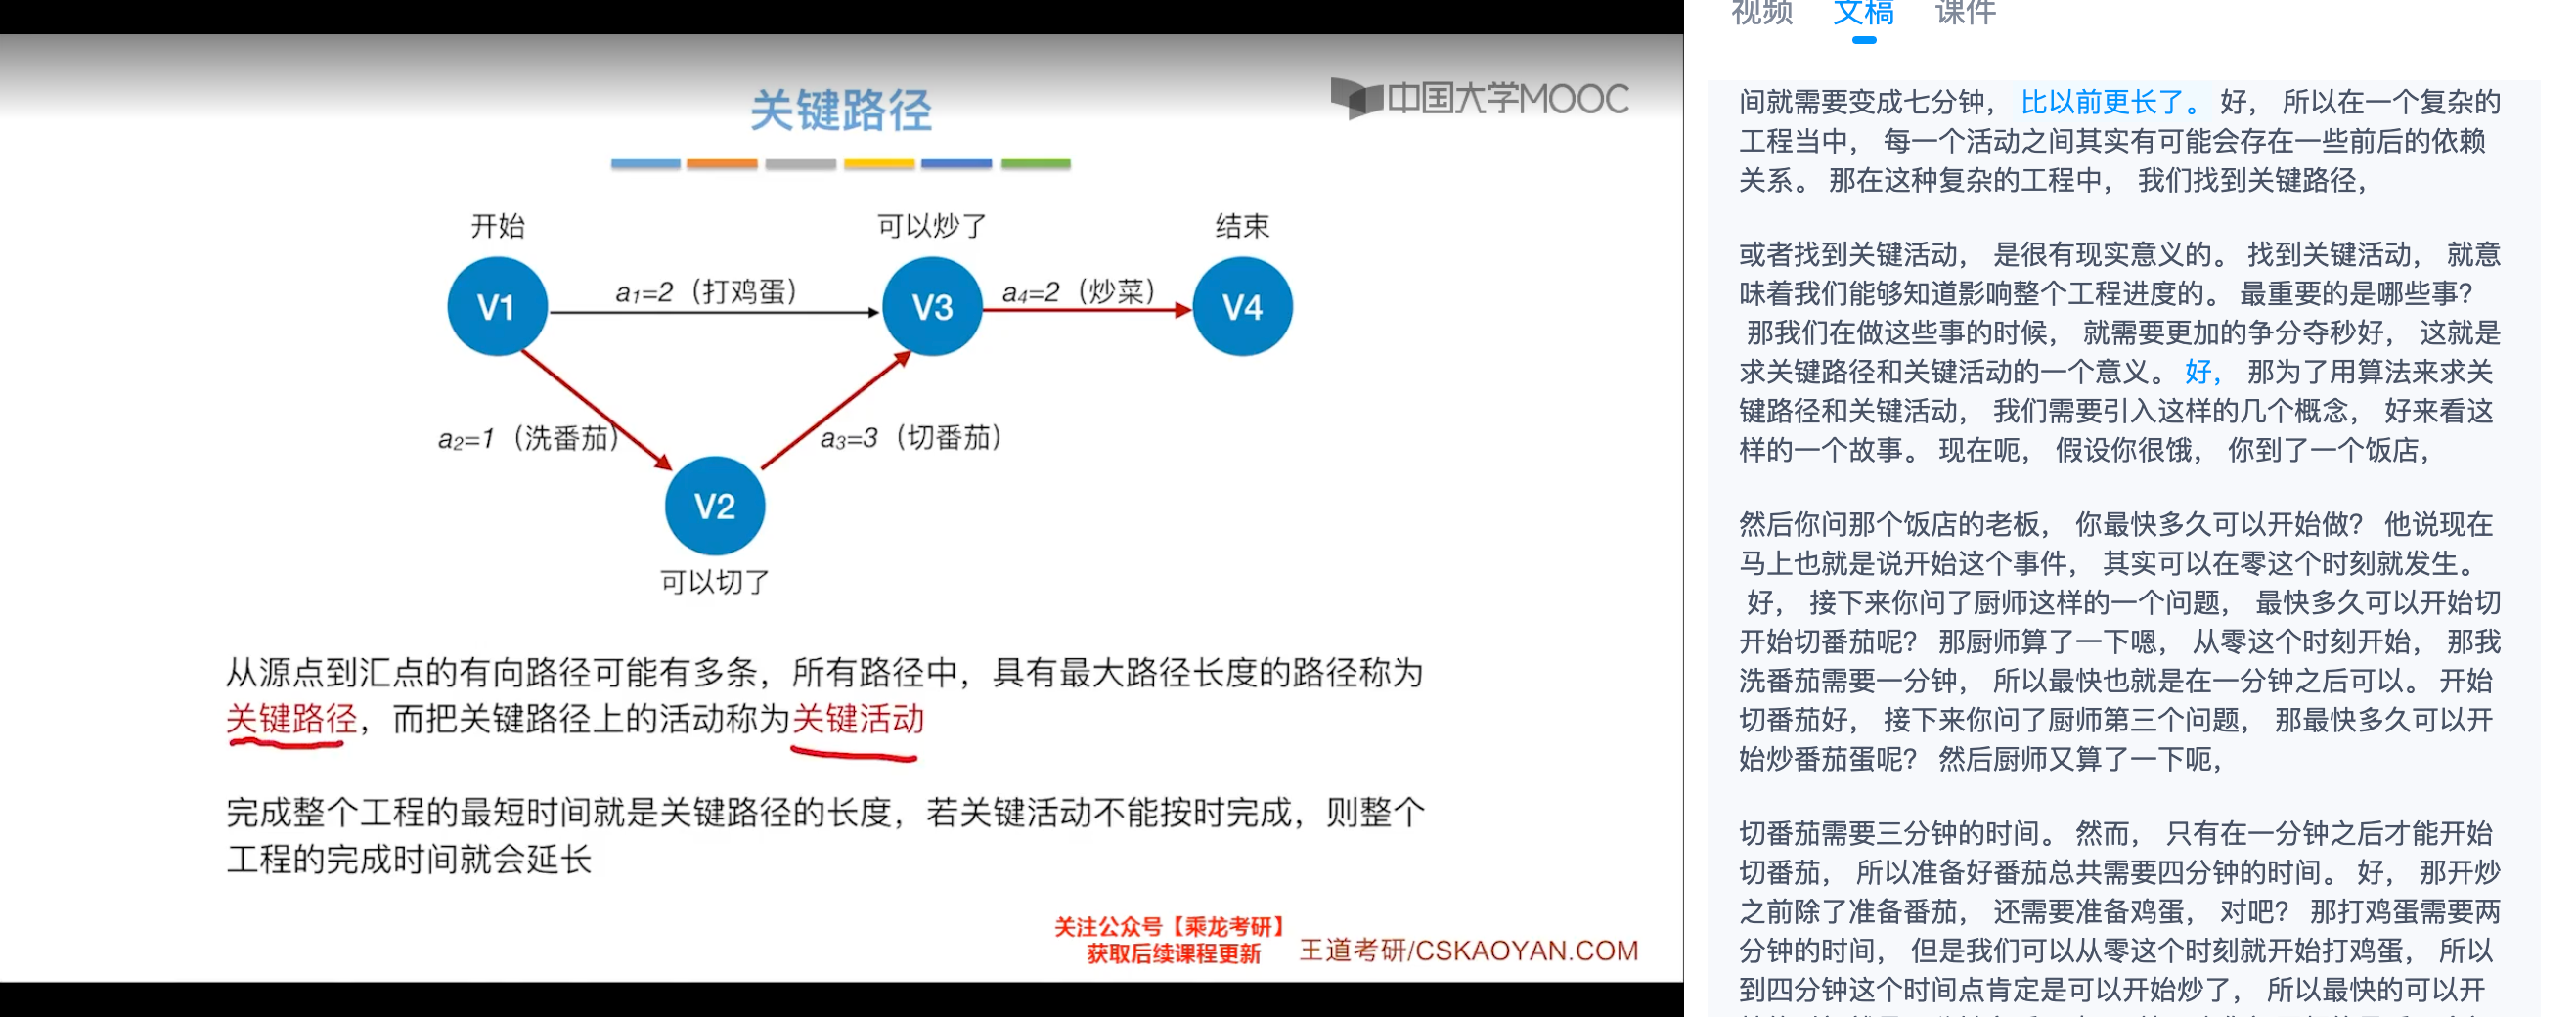 关键路径
中国大学MOOC
开始
可以炒了
结束
V1
a1=2（打鸡蛋）
V3
a4=2（炒菜）
V4
a2=1（洗番茄）
a3=3（切番茄）
V2
可以切了
从源点到汇点的有向路径可能有多条，所有路径中，具有最大路径长度的路径称为
关键路径，而把关键路径上的活动称为关键活动
完成整个工程的最短时间就是关键路径的长度，若关键活动不能按时完成，则整个
工程的完成时间就会延长
关注公众号【乘龙考研】
获取后续课程更新
王道考研/CSKAOYAN.COM
视频 文稿 课件
间就需要变成七分钟， 比以前更长了。 好， 所以在一个复杂的
工程当中， 每一个活动之间其实有可能会存在一些前后的依赖
关系。 那在这种复杂的工程中， 我们找到关键路径，
或者找到关键活动， 是很有现实意义的。 找到关键活动， 就意
味着我们能够知道影响整个工程进度的。 最重要的是哪些事？
那我们在做这些事的时候， 就需要更加的争分夺秒好， 这就是
求关键路径和关键活动的一个意义。 好， 那为了用算法来求关
键路径和关键活动， 我们需要引入这样的几个概念， 好来看这
样的一个故事。 现在呃， 假设你很饿， 你到了一个饭店，
然后你问那个饭店的老板， 你最快多久可以开始做？ 他说现在
马上也就是说开始这个事件， 其实可以在零这个时刻就发生。
好， 接下来你问了厨师这样的一个问题， 最快多久可以开始切
开始切番茄呢？ 那厨师算了一下嗯， 从零这个时刻开始， 那我
洗番茄需要一分钟， 所以最快也就是在一分钟之后可以。 开始
切番茄好， 接下来你问了厨师第三个问题， 那最快多久可以开
始炒番茄蛋呢？ 然后厨师又算了一下呃，
切番茄需要三分钟的时间。 然而， 只有在一分钟之后才能开始
切番茄， 所以准备好番茄总共需要四分钟的时间。 好， 那开炒
之前除了准备番茄， 还需要准备鸡蛋， 对吧？ 那打鸡蛋需要两
分钟的时间， 但是我们可以从零这个时刻就开始打鸡蛋， 所以
到四分钟这个时间点肯定是可以开始炒了， 所以最快的可以开